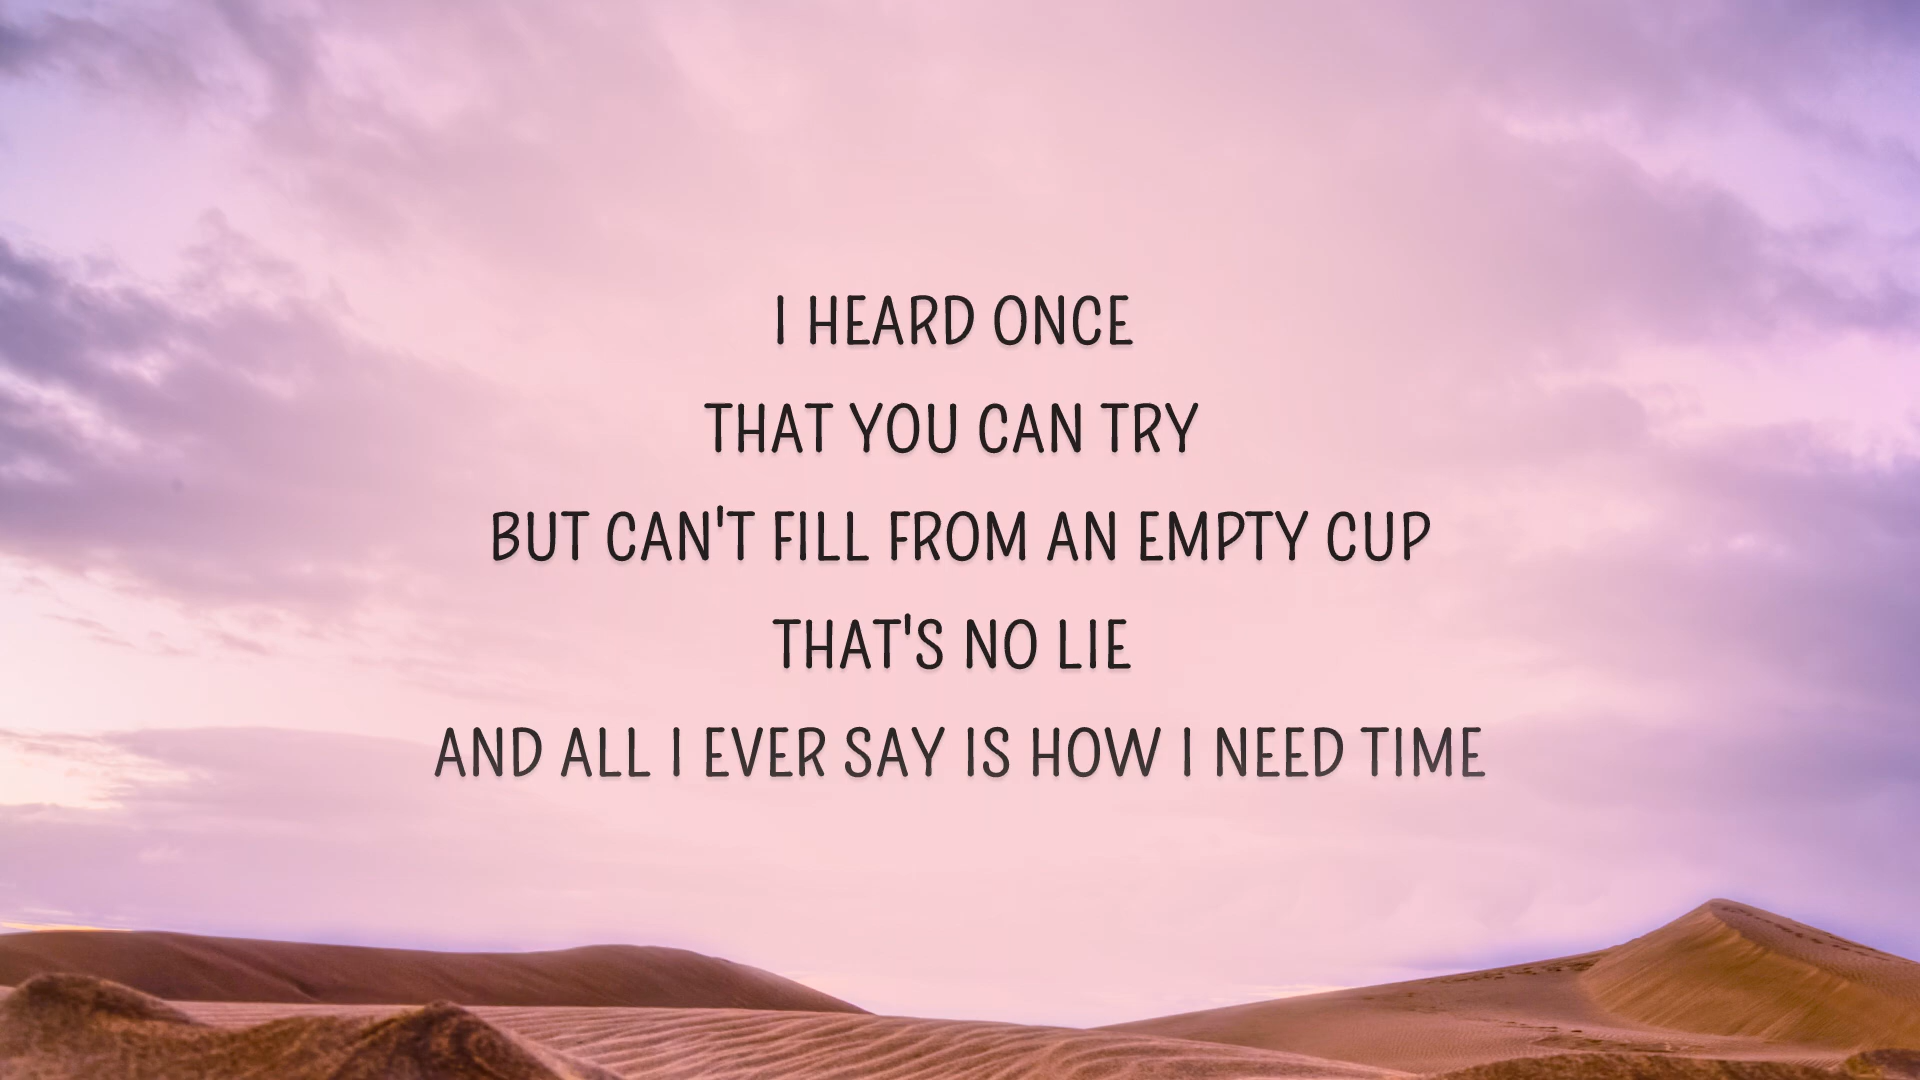 I HEARD ONCE
THAT YOU CAN TRY
BUT CAN'T FILL FROM AN EMPTY CUP
THAT'S NO LIE
AND ALL I EVER SAY IS HOW I NEED TIME